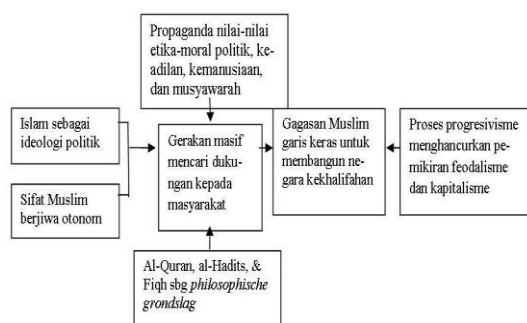 Propaganda nilai-nilai
etika-moral politik, ke-
adilan, kemanusiaan,
dan musyawarah
Islam sebagai
ideologi politik
Sifat Muslim
berjiwa otonom
Gerakan masif
mencari duku-
ngan kepada
masyarakat
Gagasan Muslim
garis keras untuk
membangun ne-
gara kekhalifahan
Proses progresivisme
menghancurkan pe-
mikiran feodalisme
dan kapitalisme
Al-Quran, al-Hadits, &
Fiqh sbg philosophische
grondslag